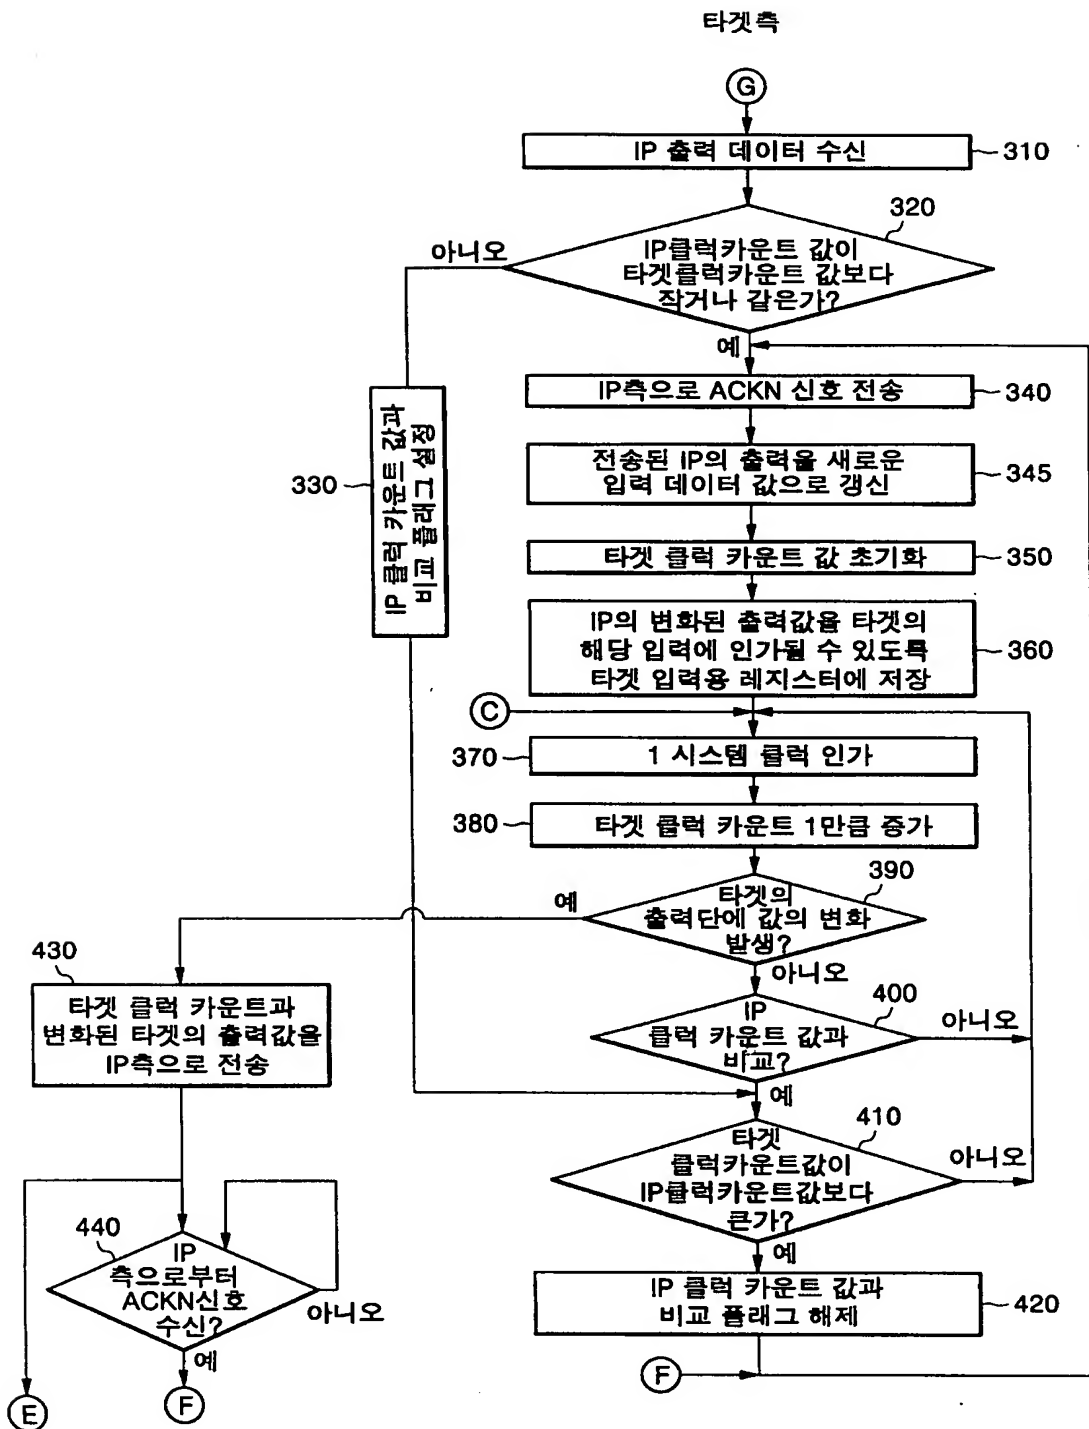 타겟측
G
IP 출력 데이터 수신
310
320
아니오
IP클럭카운트 값이
타겟클럭카운트 값보다
작거나 같은가?
예
IP측으로 ACKN 신호 전송
340
330
IP 클럭 카운트 값과
비교 플래그 설정
전송된 IP의 출력을 새로운
입력 데이터 값으로 갱신
345
타겟 클럭 카운트 값 초기화
350
IP의 변화된 출력값을 타겟의
해당 입력에 인가될 수 있도록
타겟 입력용 레지스터에 저장
360
C
370
1 시스템 클럭 인가
380
타겟 클럭 카운트 1만큼 증가
390
예
타겟의
출력단에 값의 변화
발생?
아니오
430
타겟 클럭 카운트과
변화된 타겟의 출력값을
IP측으로 전송
400
IP
클럭 카운트 값과
비교?
아니오
예
410
타겟
클럭카운트값이
IP클럭카운트값보다
큰가?
아니오
예
440
IP
측으로부터
ACKN신호
수신?
아니오
예
IP 클럭 카운트 값과
비교 플래그 해제
420
F
E
F